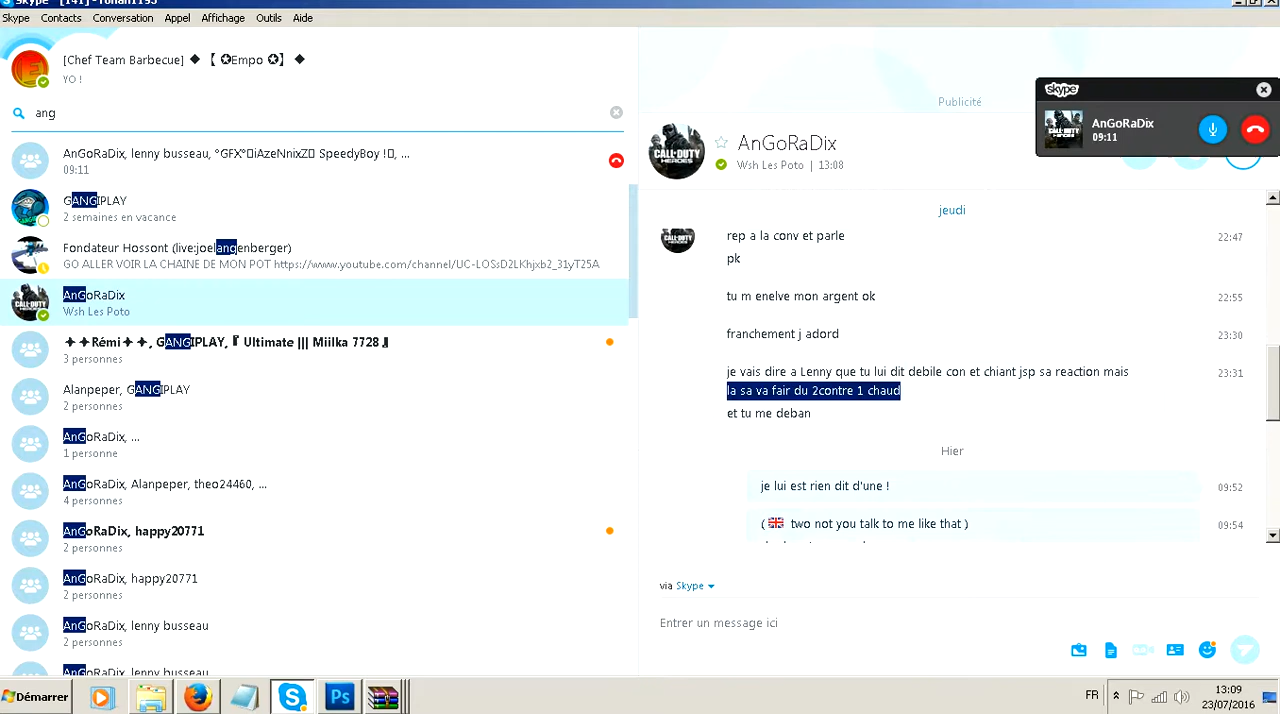 Skype [141] - Yohan1193
Skype Contacts Conversation Appel Affichage Outils Aide
[Chef Team Barbecue] ◆ 【 ✪Empo ✪】 ◆
YO !
ang
AnGoRaDix, lenny busseau, °GFX°▯iAzeNnixZ▯ SpeedyBoy !▯, ...
09:11
GANGIPLAY
2 semaines en vacance
Fondateur Hossont (live:joelangenberger)
GO ALLER VOIR LA CHAINE DE MON POT https://www.youtube.com/channel/UC-LOSsD2LKhjxb2_31yT25A
AnGoRaDix
Wsh Les Poto
✦ ✦Rémi✦ ✦, GANGIPLAY,『 Ultimate ||| Miilka 7728 』
3 personnes
Alanpeper, GANGIPLAY
2 personnes
AnGoRaDix, ...
1 personne
AnGoRaDix, Alanpeper, theo24460, ...
4 personnes
AnGoRaDix, happy20771
2 personnes
AnGoRaDix, happy20771
2 personnes
AnGoRaDix, lenny busseau
2 personnes
AnGoRaDix, lenny busseau
Publicité
skype
AnGoRaDix
09:11
CALL·DUTY
HEROES
AnGoRaDix
Wsh Les Poto | 13:08
jeudi
rep a la conv et parle 22:47
pk
tu m enelve mon argent ok 22:55
franchement j adord 23:30
je vais dire a Lenny que tu lui dit debile con et chiant jsp sa reaction mais 23:31
la sa va fair du 2contre 1 chaud
et tu me deban
Hier
je lui est rien dit d'une ! 09:52
( two not you talk to me like that ) 09:54
via Skype
Entrer un message ici
Démarrer
Ps
FR
13:09
23/07/2016